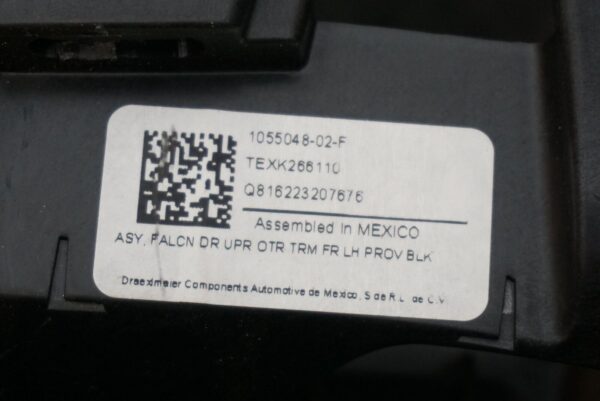 1055048-02-F
TEXK266110
Q816223207676
Assembled in MEXICO
ASY, FALCN DR UPR OTR TRM FR LH PROV BLK
Draexlmaier Components Automotive de Mexico, S de R.L. de C.V.